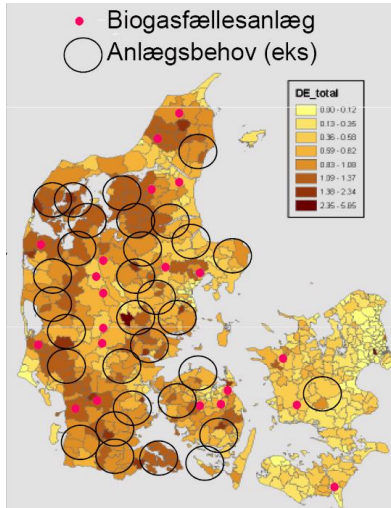 Biogasfællesanlæg
Anlægsbehov (eks)
DE_total
0.00 - 0.12
0.13 - 0.35
0.36 - 0.58
0.59 - 0.82
0.83 - 1.08
1.09 - 1.37
1.38 - 2.34
2.35 - 5.65